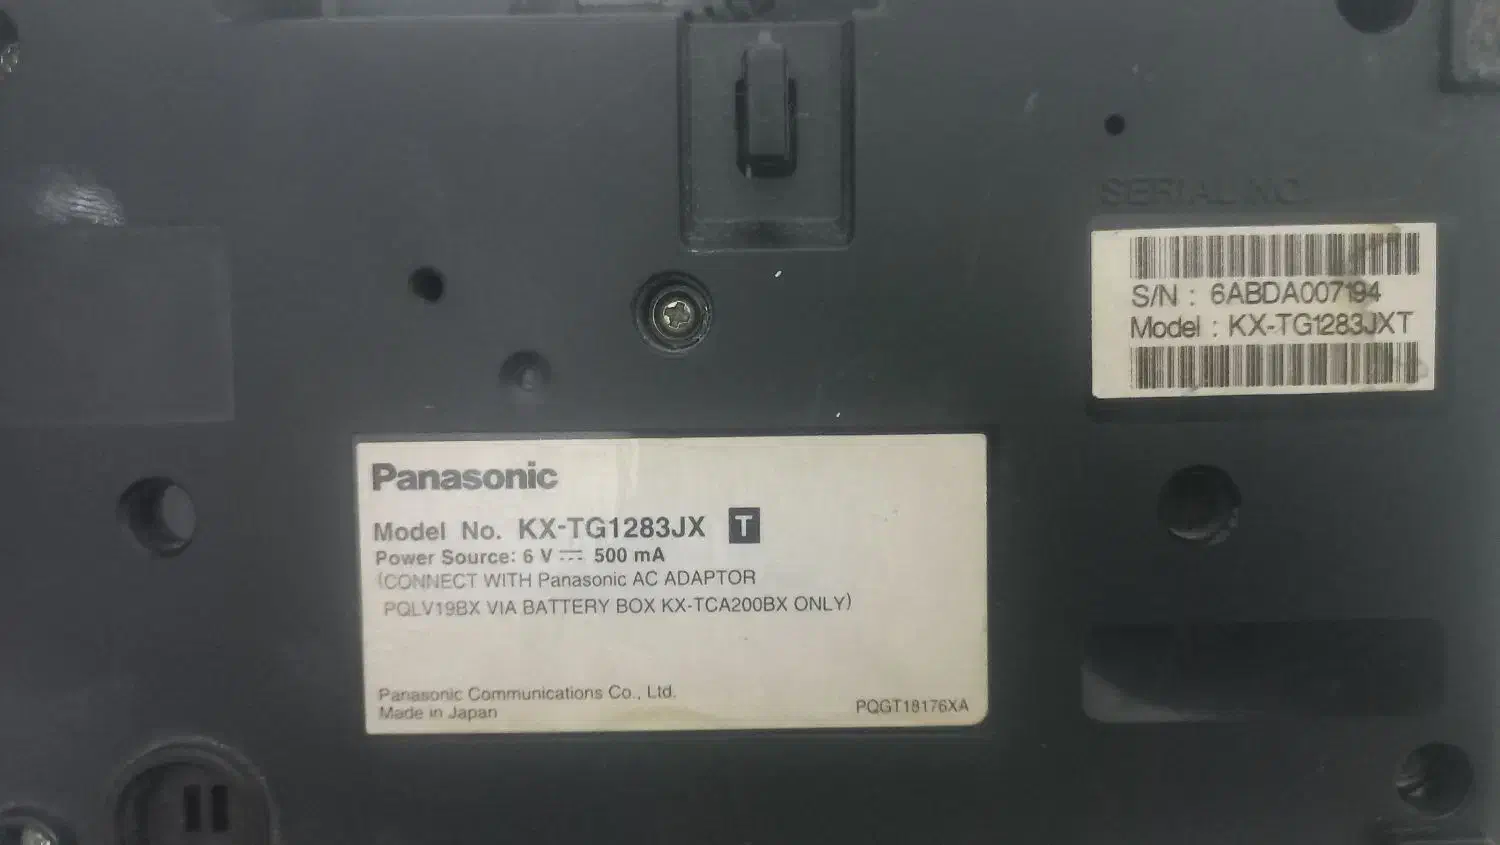 SERIAL NO.
S/N : 6ABDA007194
Model : KX-TG1283JXT
Panasonic
Model No. KX-TG1283JX T
Power Source: 6 V ⎓ 500 mA
(CONNECT WITH Panasonic AC ADAPTOR
PQLV19BX VIA BATTERY BOX KX-TCA200BX ONLY)
Panasonic Communications Co., Ltd.
Made in Japan
PQGT18176XA